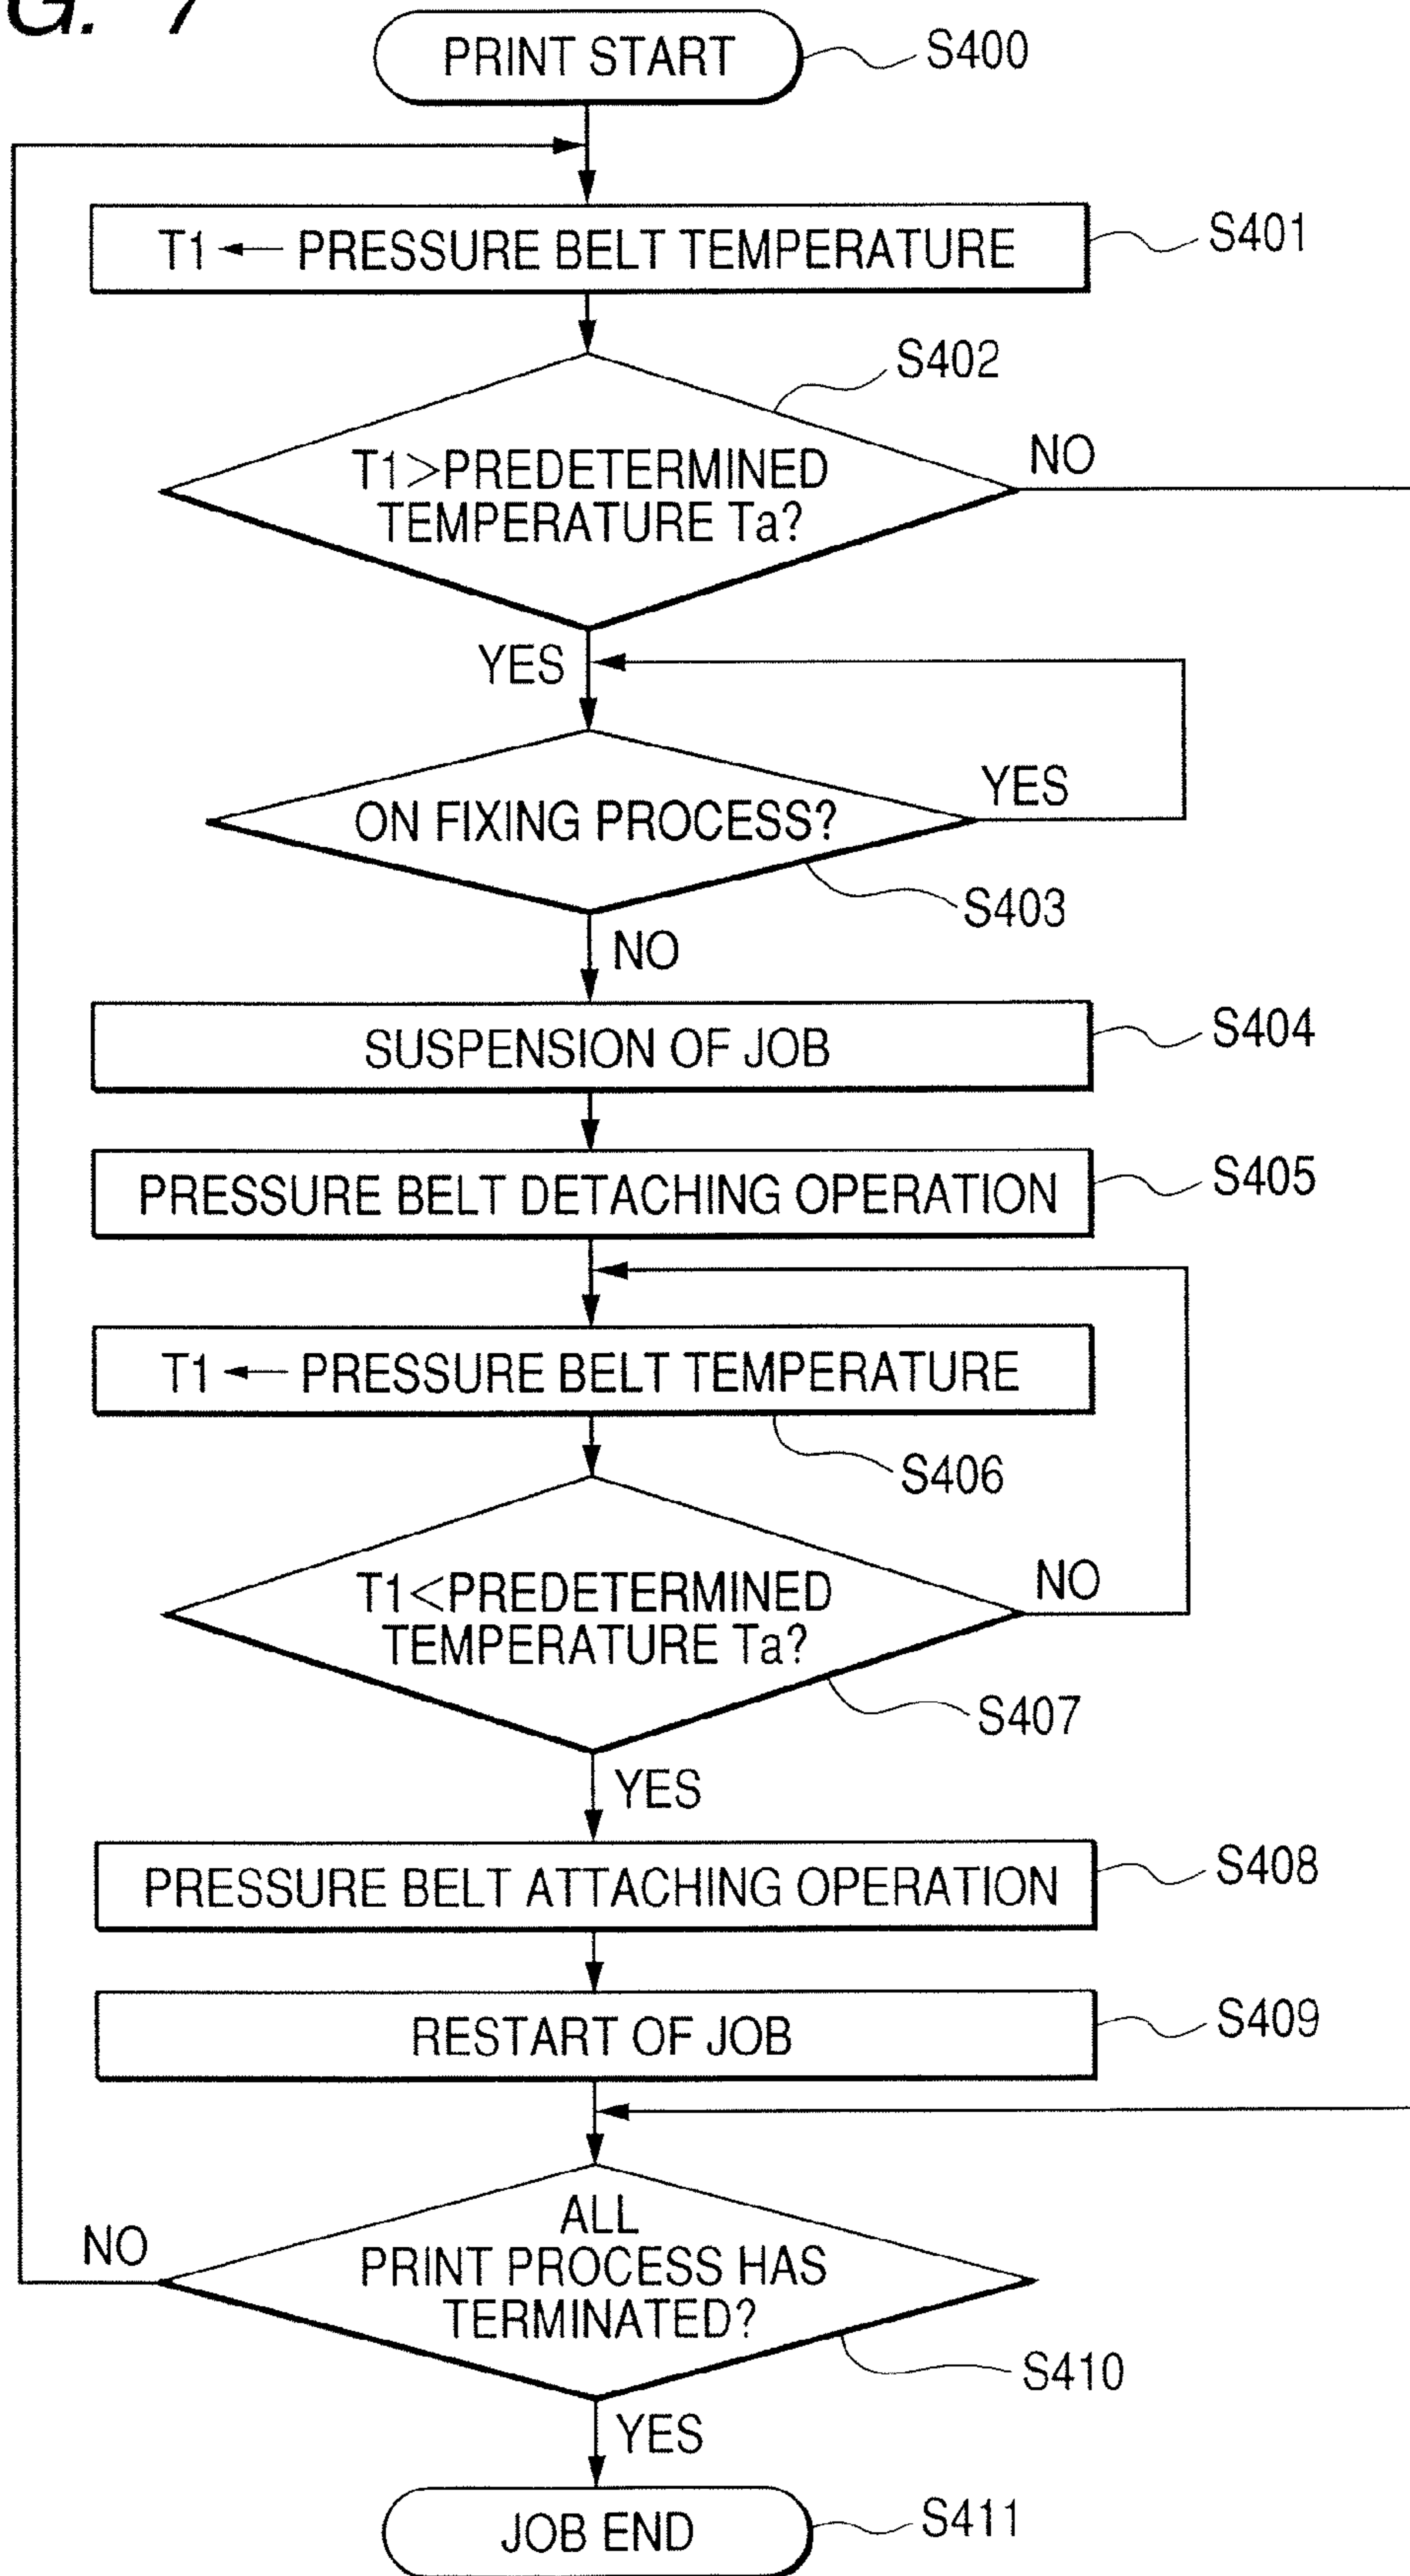 G. 7
PRINT START
S400
T1 ← PRESSURE BELT TEMPERATURE
S401
S402
T1>PREDETERMINED
TEMPERATURE Ta?
NO
YES
ON FIXING PROCESS?
YES
S403
NO
SUSPENSION OF JOB
S404
PRESSURE BELT DETACHING OPERATION
S405
T1 ← PRESSURE BELT TEMPERATURE
S406
T1<PREDETERMINED
TEMPERATURE Ta?
NO
S407
YES
PRESSURE BELT ATTACHING OPERATION
S408
RESTART OF JOB
S409
ALL
PRINT PROCESS HAS
TERMINATED?
NO
S410
YES
JOB END
S411